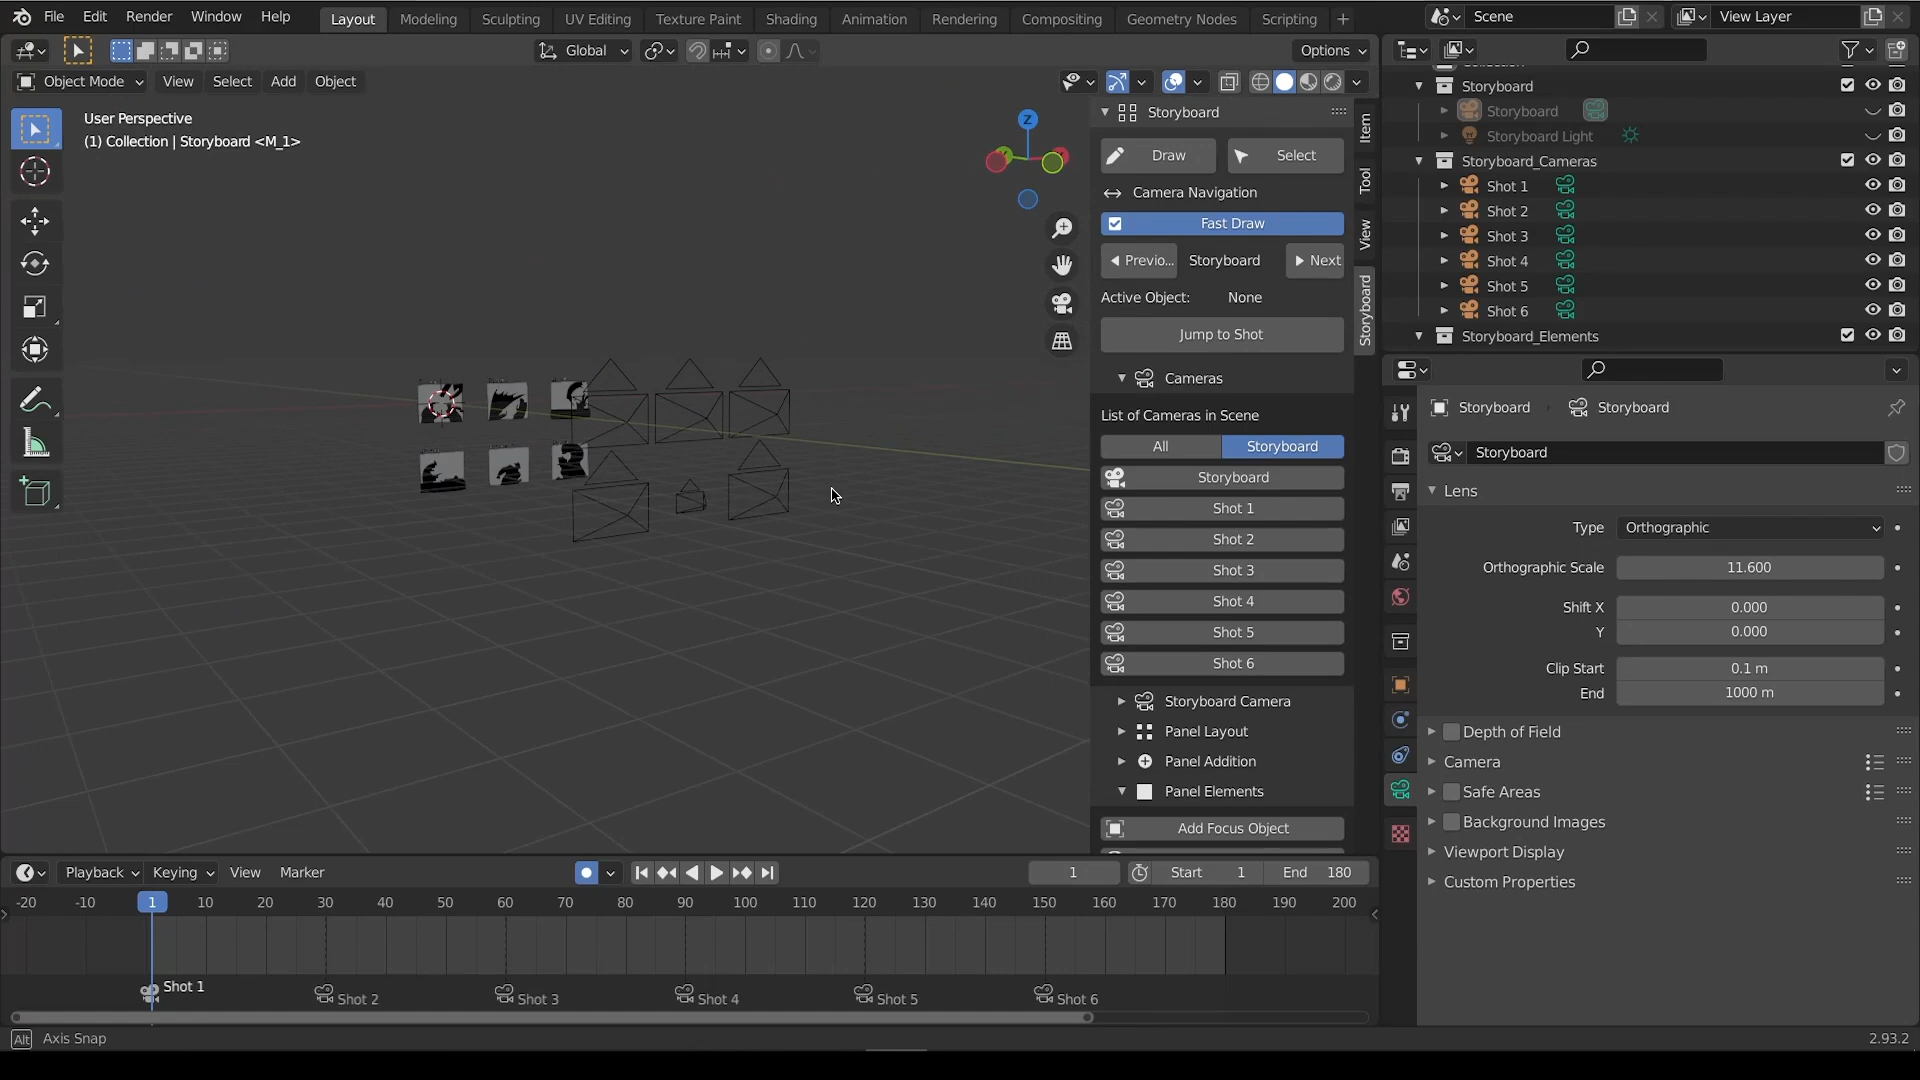 File Edit Render Window Help Layout Modeling Sculpting UV Editing Texture Paint Shading Animation Rendering Compositing Geometry Nodes Scripting + Scene View Layer
Global Options
Object Mode View Select Add Object
User Perspective
(1) Collection | Storyboard <M_1>
Z
Storyboard
Draw Select
Camera Navigation
Fast Draw
Previo... Storyboard Next
Active Object: None
Jump to Shot
Cameras
List of Cameras in Scene
All Storyboard
Storyboard
Shot 1
Shot 2
Shot 3
Shot 4
Shot 5
Shot 6
Storyboard Camera
Panel Layout
Panel Addition
Panel Elements
Add Focus Object
Item
Tool
View
Storyboard
Storyboard
Storyboard
Storyboard Light
Storyboard_Cameras
Shot 1
Shot 2
Shot 3
Shot 4
Shot 5
Shot 6
Storyboard_Elements
Storyboard Storyboard
Storyboard
Lens
Type Orthographic
Orthographic Scale 11.600
Shift X 0.000
Y 0.000
Clip Start 0.1 m
End 1000 m
Depth of Field
Camera
Safe Areas
Background Images
Viewport Display
Custom Properties
Playback Keying View Marker 1 Start 1 End 180
-20 -10 1 10 20 30 40 50 60 70 80 90 100 110 120 130 140 150 160 170 180 190 200
Shot 1 Shot 2 Shot 3 Shot 4 Shot 5 Shot 6
Alt Axis Snap 2.93.2